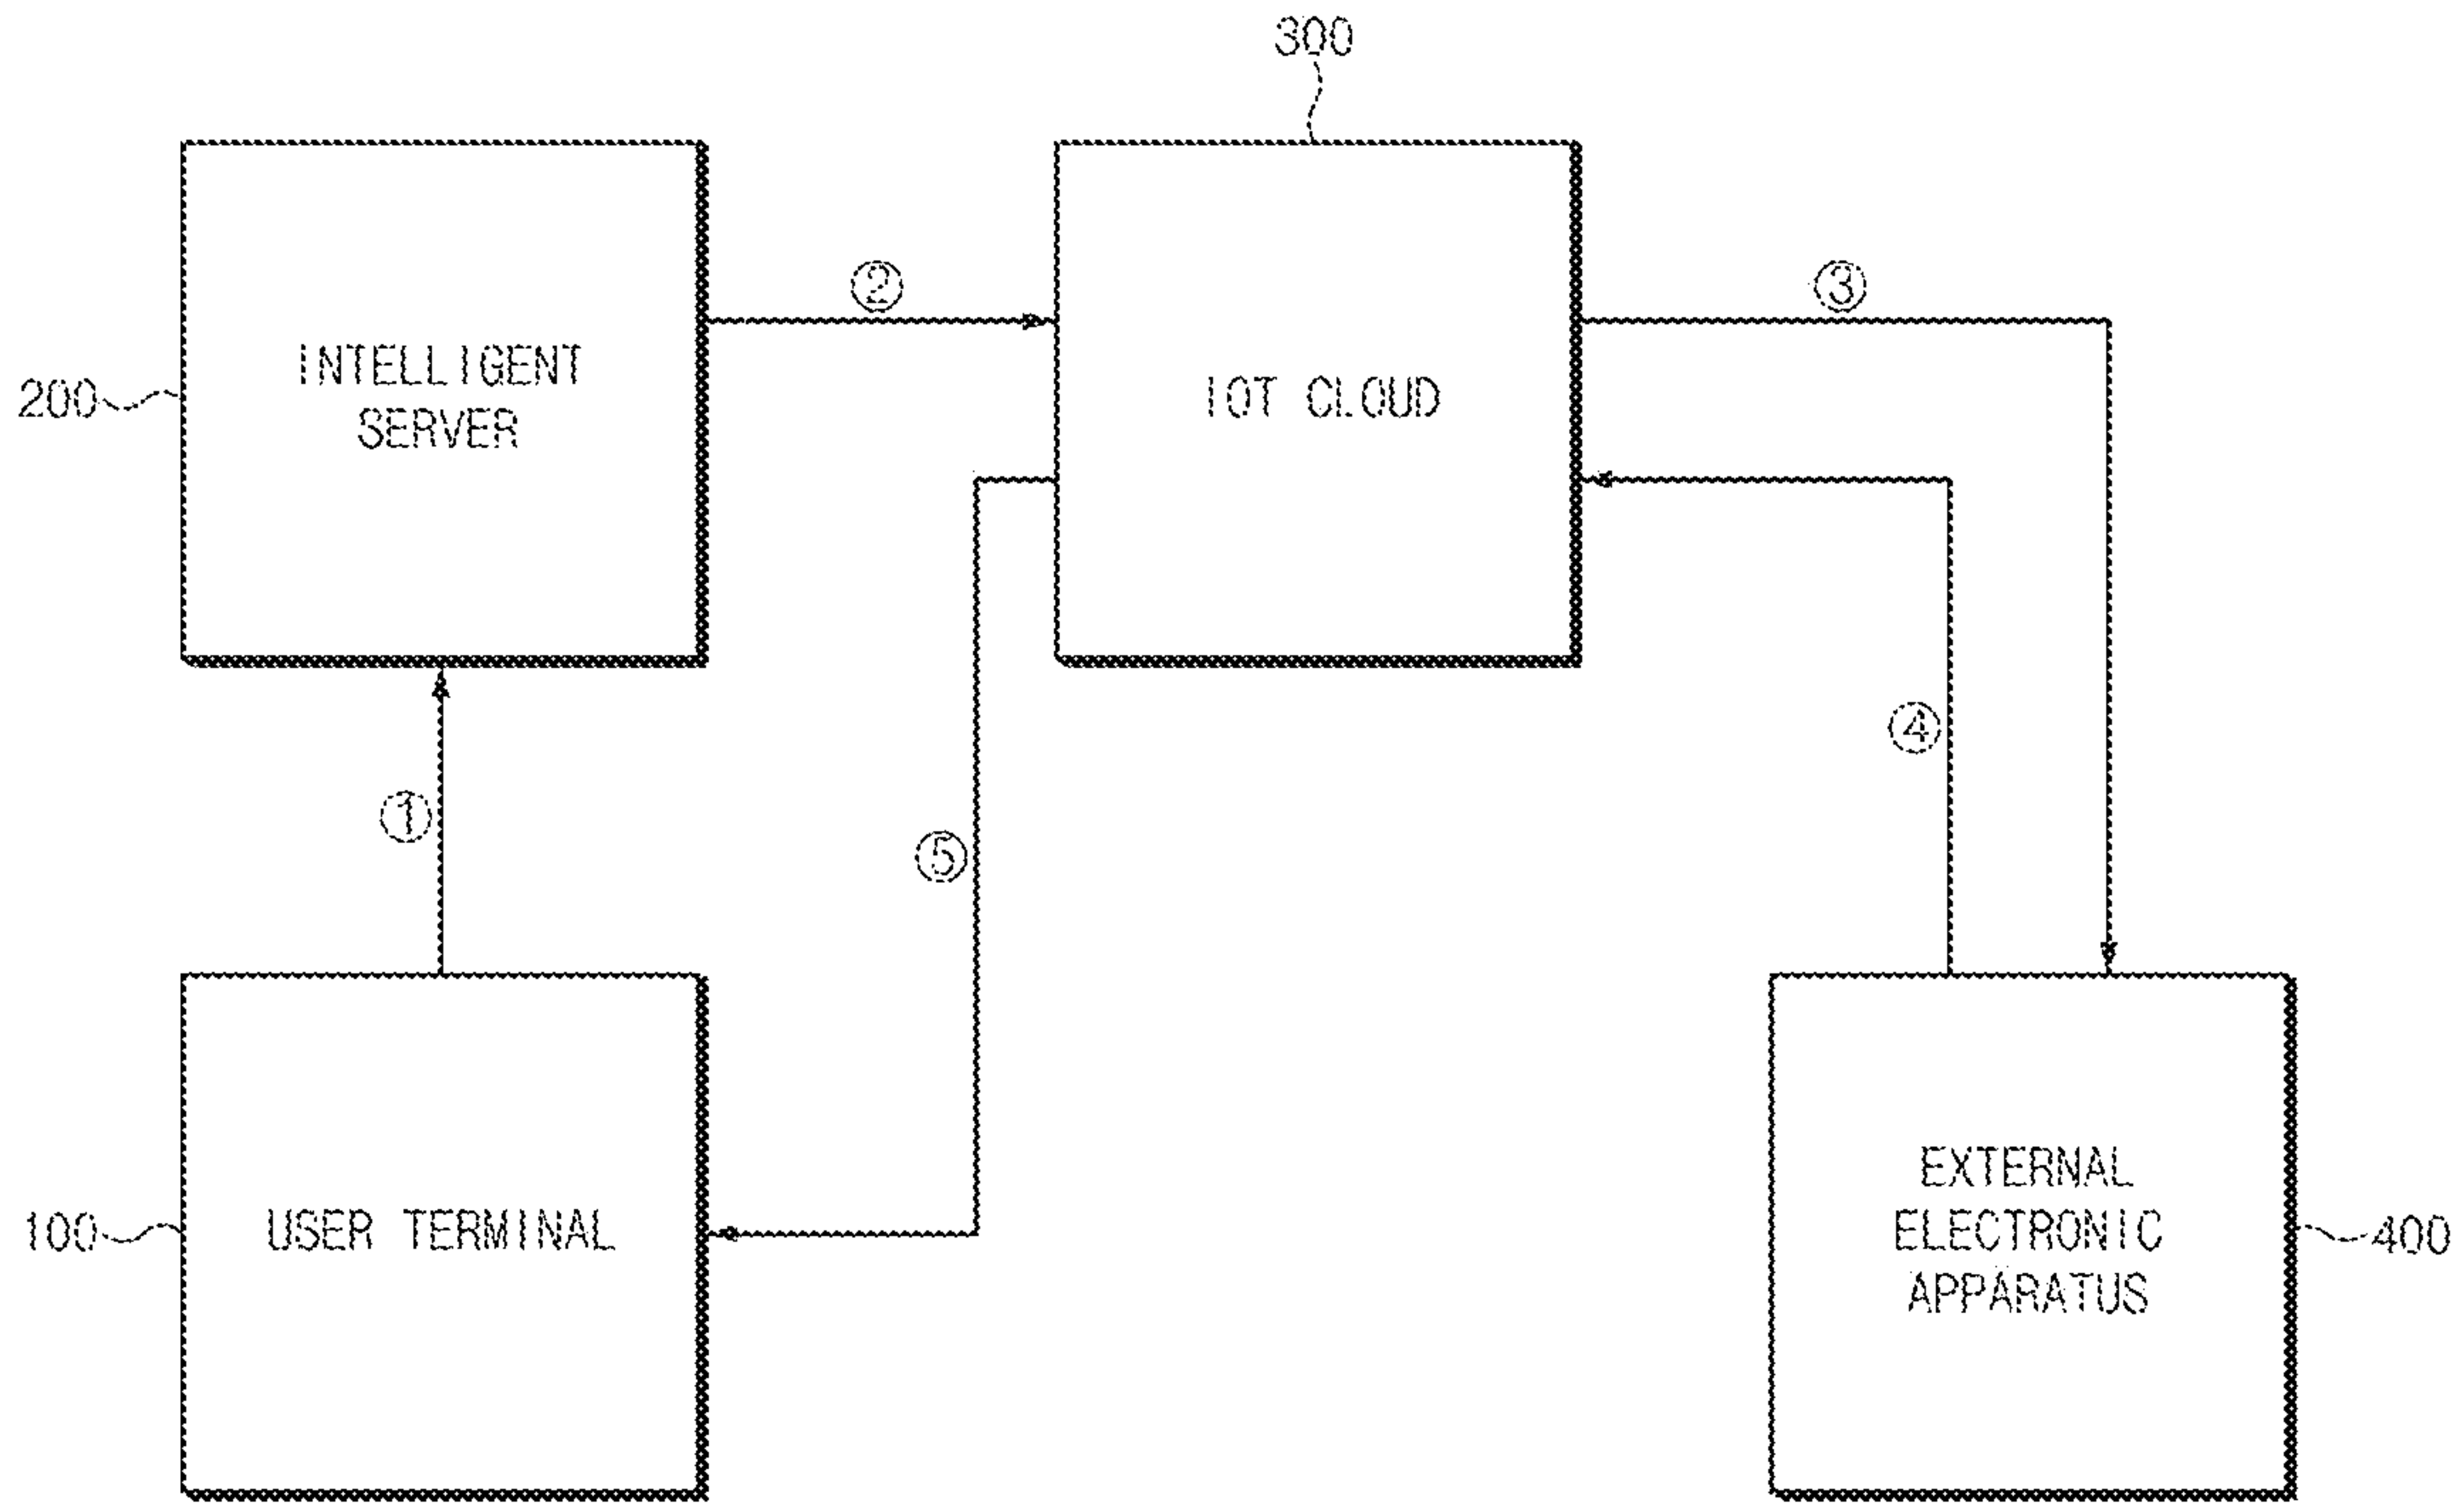 300
②
③
INTELLIGENT
SERVER
200
IOT CLOUD
④
①
⑤
100
USER TERMINAL
EXTERNAL
ELECTRONIC
APPARATUS
400